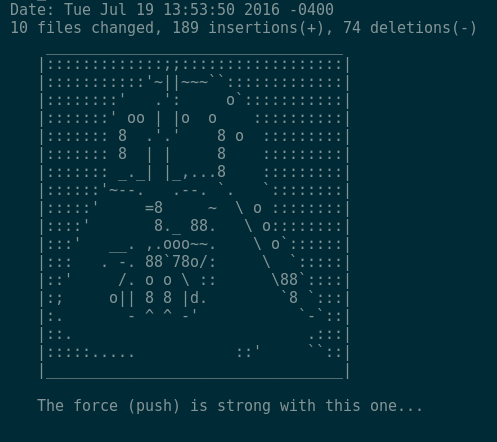 Date: Tue Jul 19 13:53:50 2016 -0400
10 files changed, 189 insertions(+), 74 deletions(-)
 _________________________________
|:::::::::::::;;::::::::::::::::::|
|:::::::::::'~||~~~``:::::::::::::|
|::::::::'   .':     o`:::::::::::|
|:::::::' oo | |o  o    ::::::::::|
|::::::: 8  .'.'    8 o  :::::::::|
|::::::: 8  | |     8    :::::::::|
|::::::: _._| |_,...8    :::::::::|
|::::::'~--.   .--. `.   `::::::::|
|:::::'     =8     ~  \ o ::::::::|
|::::'       8._ 88.   \ o::::::::|
|:::'   __. ,.ooo~~.    \ o`::::::|
|:::   . -. 88`78o/:     \  `:::::|
|::'     /. o o \ ::      \88`::::|
|:;     o|| 8 8 |d.        `8 `:::|
|:.       - ^ ^ -'           `-`::|
|::.                          .:::|
|:::::.....           ::'     ``::|
|_________________________________|
The force (push) is strong with this one...